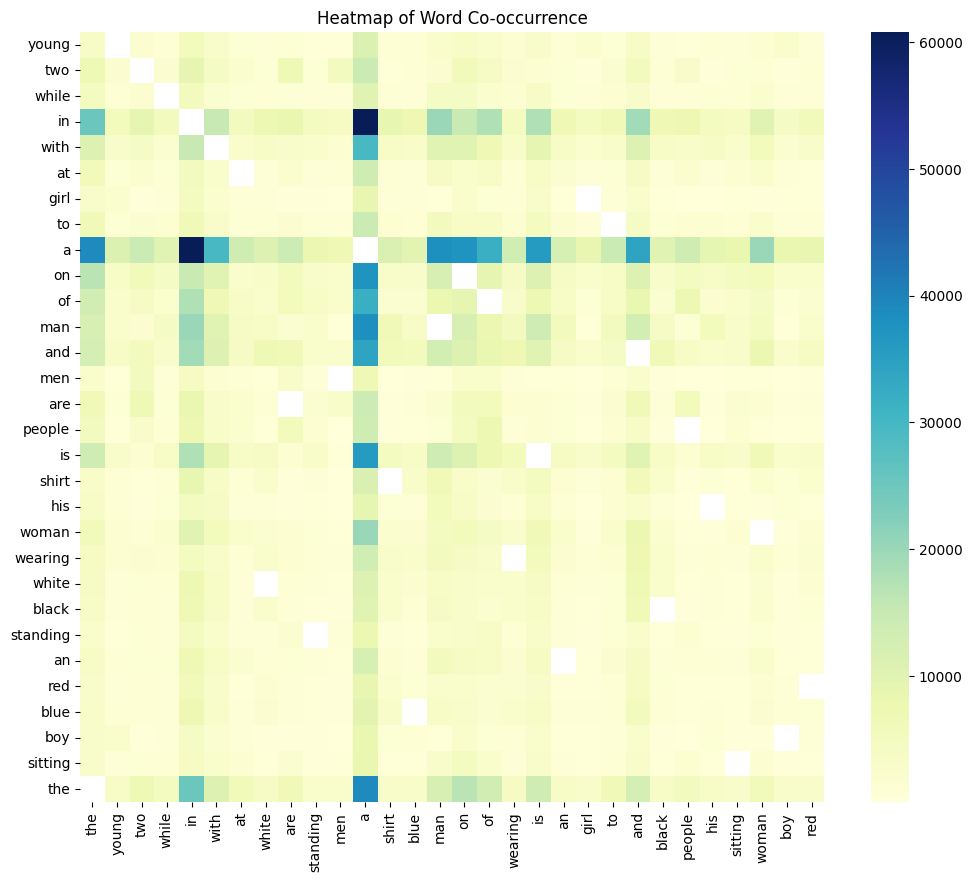 Heatmap of Word Co-occurrence
young
two
while
in
with
at
girl
to
a
on
of
man
and
men
are
people
is
shirt
his
woman
wearing
white
black
standing
an
red
blue
boy
sitting
the
the
young
two
while
in
with
at
white
are
standing
men
a
shirt
blue
man
on
of
wearing
is
an
girl
to
and
black
people
his
sitting
woman
boy
red
60000
50000
40000
30000
20000
10000